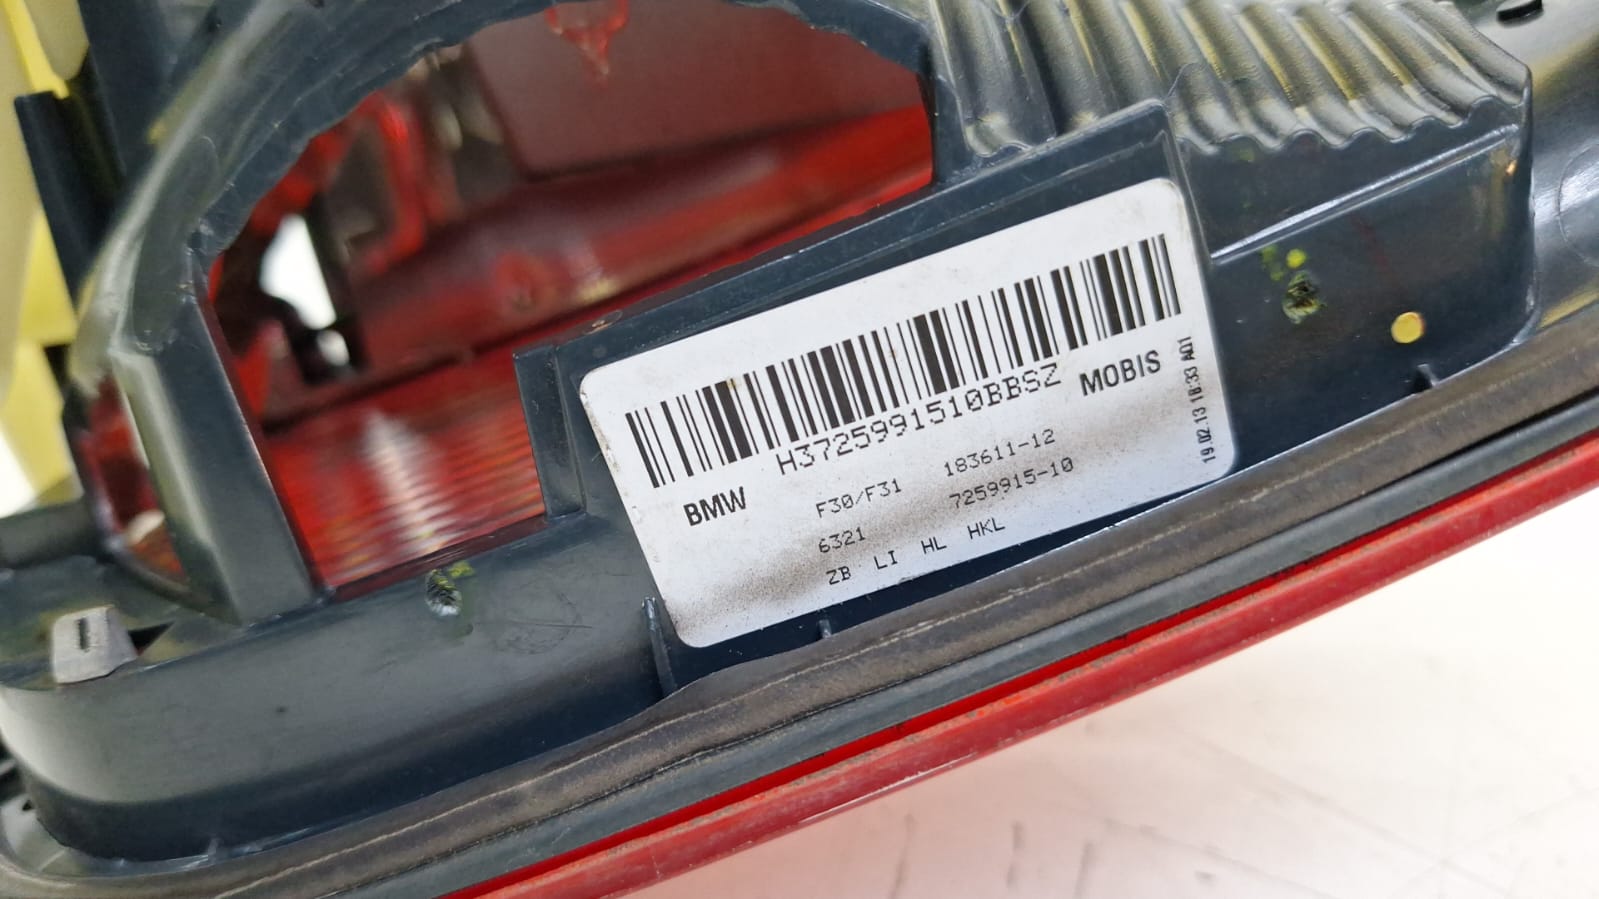 H3725991510BBSZ
BMW
MOBIS
F30/F31 183611-12
6321 7259915-10
ZB LI HL HKL
19.02.13 18:33 A01